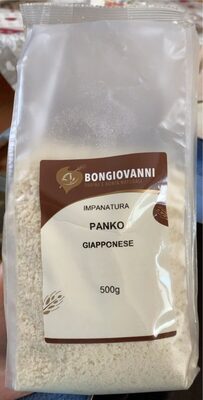 BONGIOVANNI
IMPANATURA
PANKO
GIAPPONESE
500g